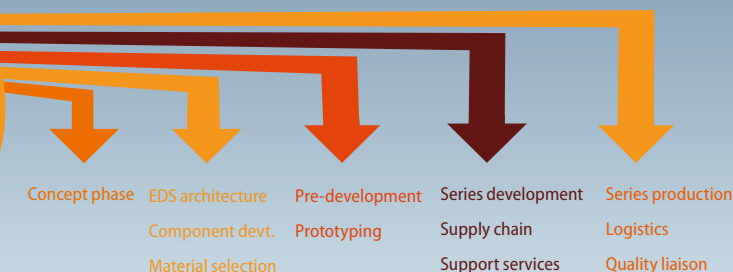 Concept phase
EDS architecture
Component devt.
Material selection
Pre-development
Prototyping
Series development
Supply chain
Support services
Series production
Logistics
Quality liaison